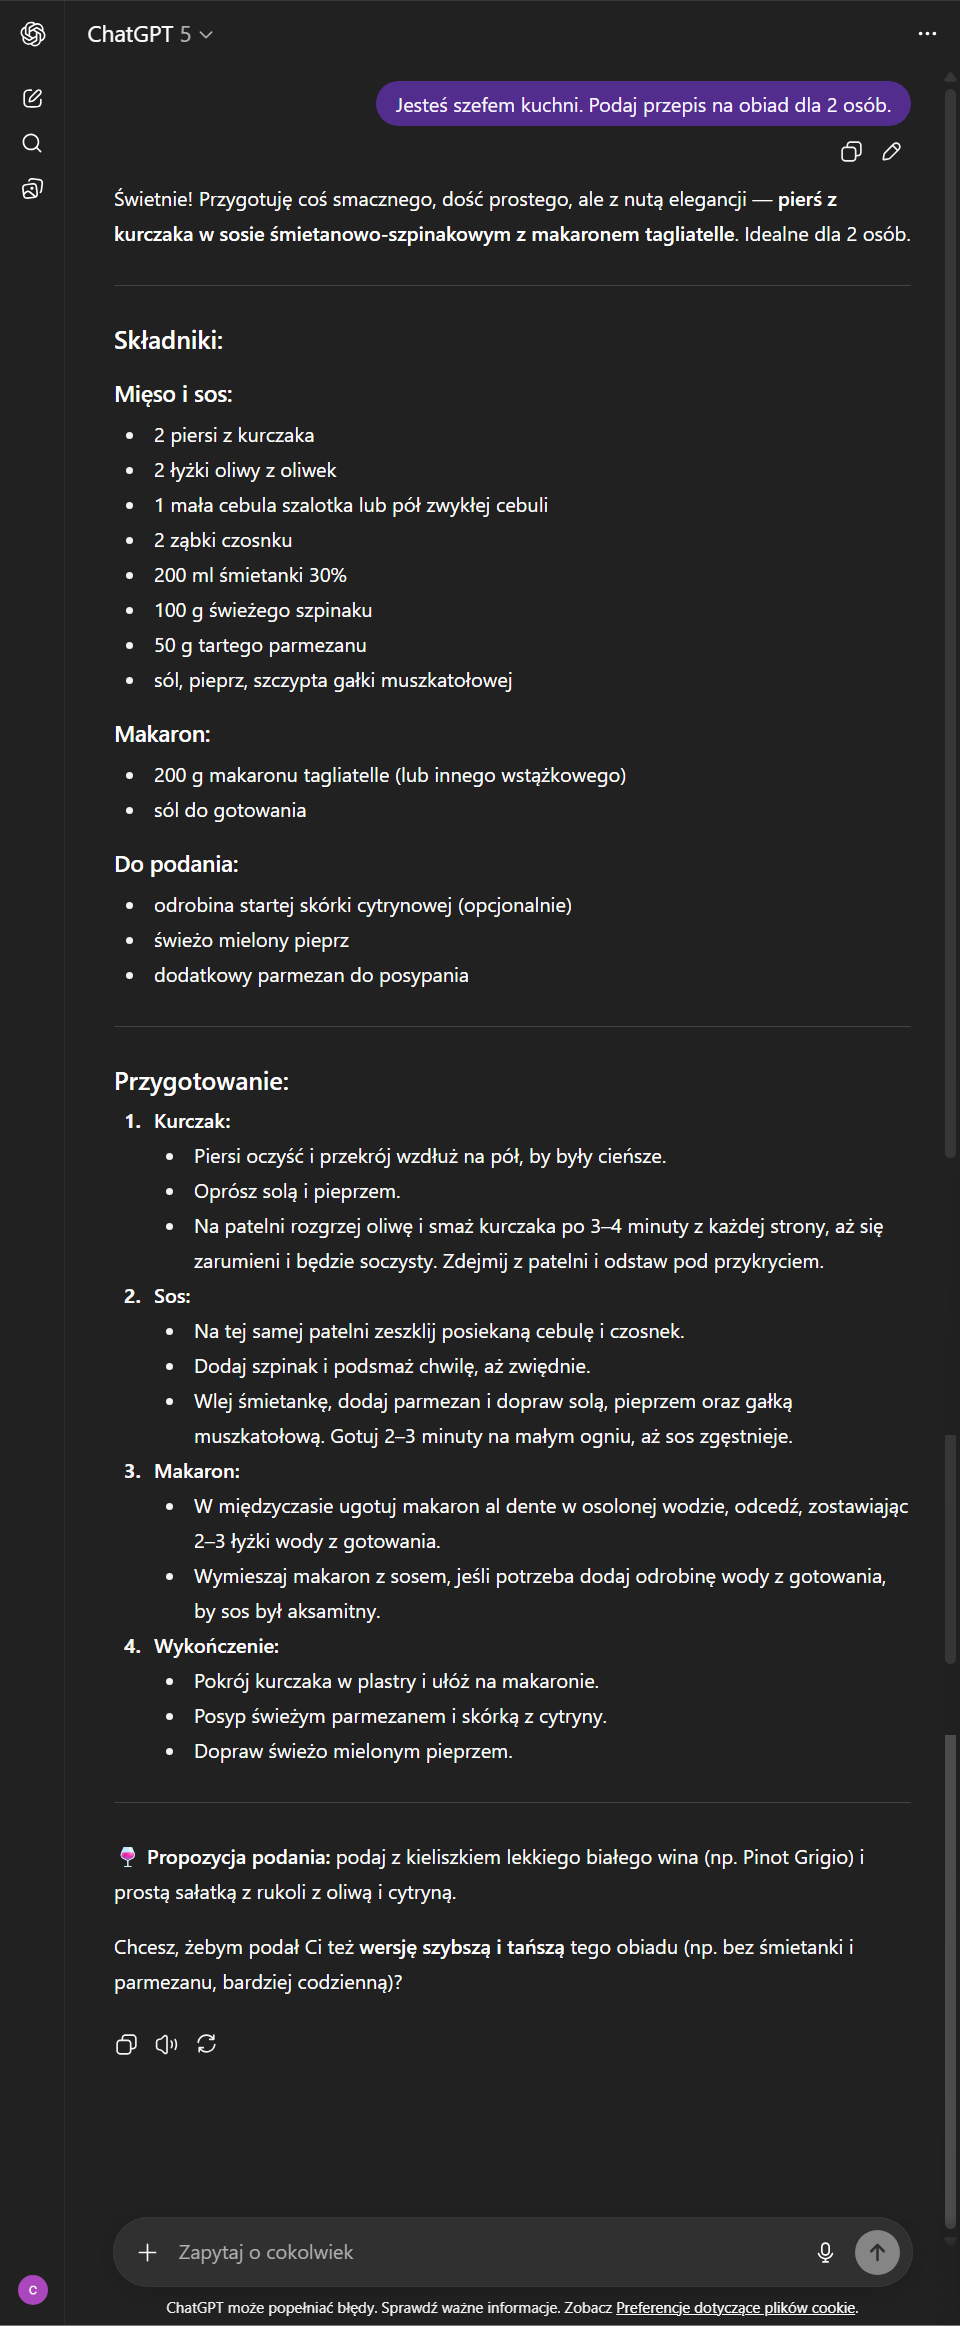 ChatGPT 5
Jesteś szefem kuchni. Podaj przepis na obiad dla 2 osób.
Świetnie! Przygotuję coś smacznego, dość prostego, ale z nutą elegancji — pierś z
kurczaka w sosie śmietanowo-szpinakowym z makaronem tagliatelle. Idealne dla 2 osób.
Składniki:
Mięso i sos:
• 2 piersi z kurczaka
• 2 łyżki oliwy z oliwek
• 1 mała cebula szalotka lub pół zwykłej cebuli
• 2 ząbki czosnku
• 200 ml śmietanki 30%
• 100 g świeżego szpinaku
• 50 g tartego parmezanu
• sól, pieprz, szczypta gałki muszkatołowej
Makaron:
• 200 g makaronu tagliatelle (lub innego wstążkowego)
• sól do gotowania
Do podania:
• odrobina startej skórki cytrynowej (opcjonalnie)
• świeżo mielony pieprz
• dodatkowy parmezan do posypania
Przygotowanie:
1. Kurczak:
• Piersi oczyść i przekrój wzdłuż na pół, by były cieńsze.
• Oprósz solą i pieprzem.
• Na patelni rozgrzej oliwę i smaż kurczaka po 3–4 minuty z każdej strony, aż się
zarumieni i będzie soczysty. Zdejmij z patelni i odstaw pod przykryciem.
2. Sos:
• Na tej samej patelni zeszklij posiekaną cebulę i czosnek.
• Dodaj szpinak i podsmaż chwilę, aż zwiędnie.
• Wlej śmietankę, dodaj parmezan i dopraw solą, pieprzem oraz gałką
muszkatołową. Gotuj 2–3 minuty na małym ogniu, aż sos zgęstnieje.
3. Makaron:
• W międzyczasie ugotuj makaron al dente w osolonej wodzie, odcedź, zostawiając
2–3 łyżki wody z gotowania.
• Wymieszaj makaron z sosem, jeśli potrzeba dodaj odrobinę wody z gotowania,
by sos był aksamitny.
4. Wykończenie:
• Pokrój kurczaka w plastry i ułóż na makaronie.
• Posyp świeżym parmezanem i skórką z cytryny.
• Dopraw świeżo mielonym pieprzem.
🍷 Propozycja podania: podaj z kieliszkiem lekkiego białego wina (np. Pinot Grigio) i
prostą sałatką z rukoli z oliwą i cytryną.
Chcesz, żebym podał Ci też wersję szybszą i tańszą tego obiadu (np. bez śmietanki i
parmezanu, bardziej codzienną)?
Zapytaj o cokolwiek
C
ChatGPT może popełniać błędy. Sprawdź ważne informacje. Zobacz Preferencje dotyczące plików cookie.